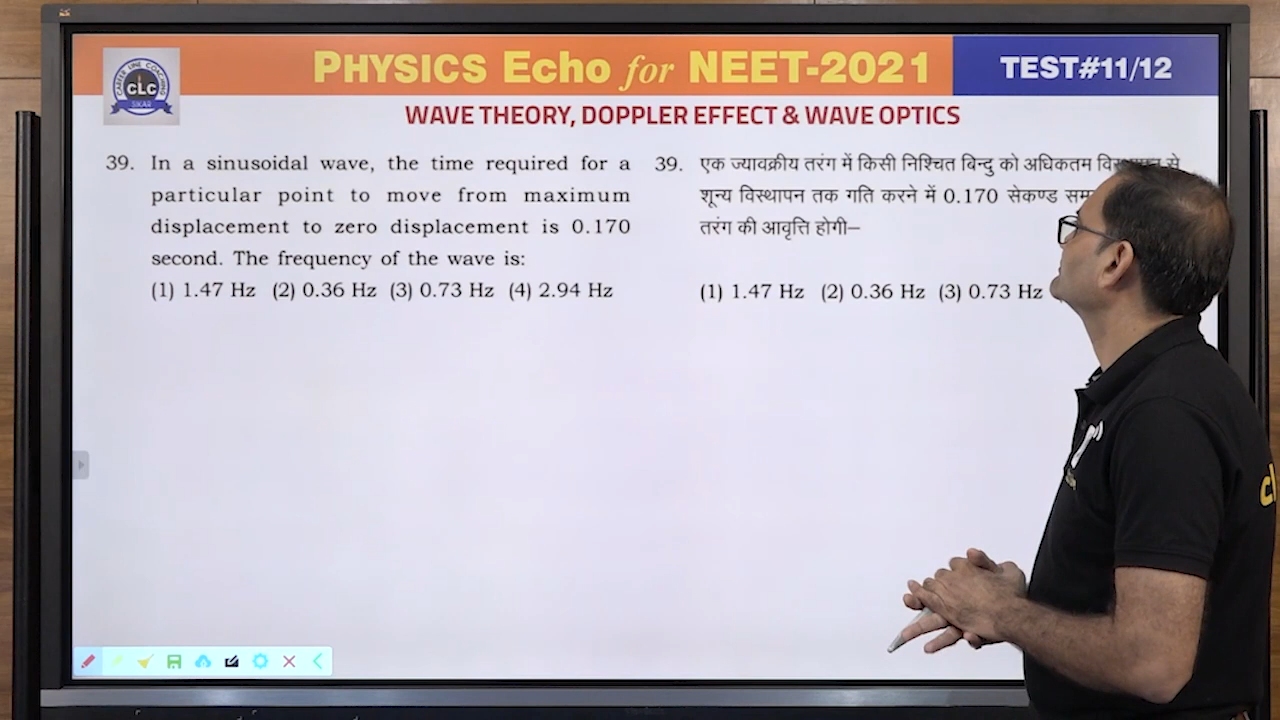 PHYSICS Echo for NEET-2021
TEST#11/12
CAREER LINE COACHING
CLC
SIKAR
WAVE THEORY, DOPPLER EFFECT & WAVE OPTICS
39. In a sinusoidal wave, the time required for a
particular point to move from maximum
displacement to zero displacement is 0.170
second. The frequency of the wave is:
(1) 1.47 Hz (2) 0.36 Hz (3) 0.73 Hz (4) 2.94 Hz
39. एक ज्यावक्रीय तरंग में किसी निश्चित बिन्दु को अधिकतम से
शून्य विस्थापन तक गति करने में 0.170 सेकण्ड
तरंग की आवृत्ति होगी–
(1) 1.47 Hz (2) 0.36 Hz (3) 0.73 Hz